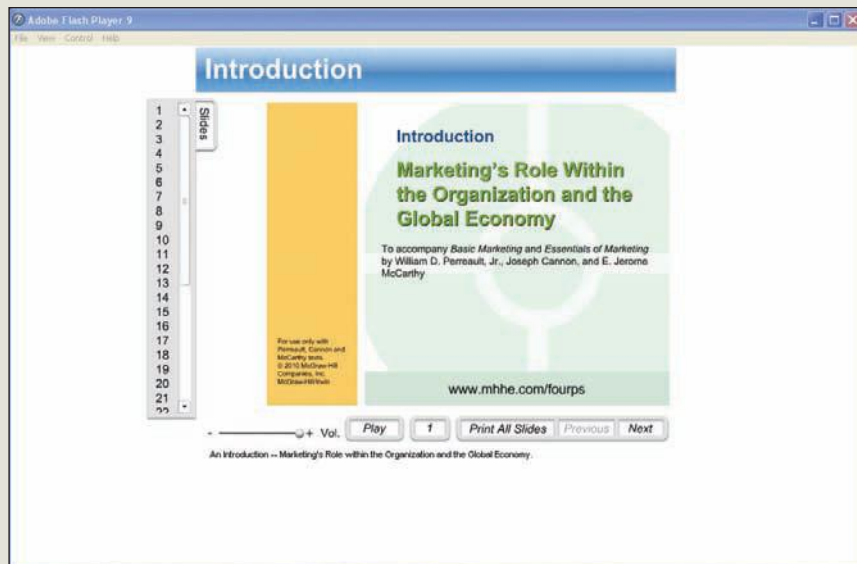 Adobe Flash Player 9
File View Control Help
Introduction
Slides
1
2
3
4
5
6
7
8
9
10
11
12
13
14
15
16
17
18
19
20
21
22
Introduction
Marketing's Role Within
the Organization and the
Global Economy
To accompany Basic Marketing and Essentials of Marketing
by William D. Perreault, Jr., Joseph Cannon, and E. Jerome
McCarthy
For use only with
Perreault, Cannon and
McCarthy texts.
© 2010 McGraw-Hill
Companies, Inc.
McGraw-Hill/Irwin
www.mhhe.com/fourps
- + Vol. Play 1 Print All Slides Previous Next
An Introduction -- Marketing's Role within the Organization and the Global Economy.